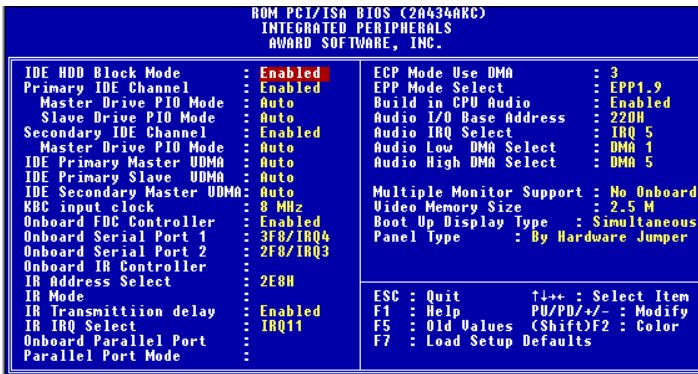 ROM PCI/ISA BIOS (2A434AKC)
INTEGRATED PERIPHERALS
AWARD SOFTWARE, INC.
IDE HDD Block Mode : Enabled
Primary IDE Channel : Enabled
Master Drive PIO Mode : Auto
Slave Drive PIO Mode : Auto
Secondary IDE Channel : Enabled
Master Drive PIO Mode : Auto
IDE Primary Master UDMA : Auto
IDE Primary Slave UDMA : Auto
IDE Secondary Master UDMA: Auto
KBC input clock : 8 MHz
Onboard FDC Controller : Enabled
Onboard Serial Port 1 : 3F8/IRQ4
Onboard Serial Port 2 : 2F8/IRQ3
Onboard IR Controller :
IR Address Select : 2E8H
IR Mode :
IR Transmittiion delay : Enabled
IR IRQ Select : IRQ11
Onboard Parallel Port :
Parallel Port Mode :
ECP Mode Use DMA : 3
EPP Mode Select : EPP1.9
Build in CPU Audio : Enabled
Audio I/O Base Address : 220H
Audio IRQ Select : IRQ 5
Audio Low DMA Select : DMA 1
Audio High DMA Select : DMA 5
Multiple Monitor Support : No Onboard
Video Memory Size : 2.5 M
Boot Up Display Type : Simultaneous
Panel Type : By Hardware Jumper
ESC : Quit ↑↓→← : Select Item
F1 : Help PU/PD/+/- : Modify
F5 : Old Values (Shift)F2 : Color
F7 : Load Setup Defaults